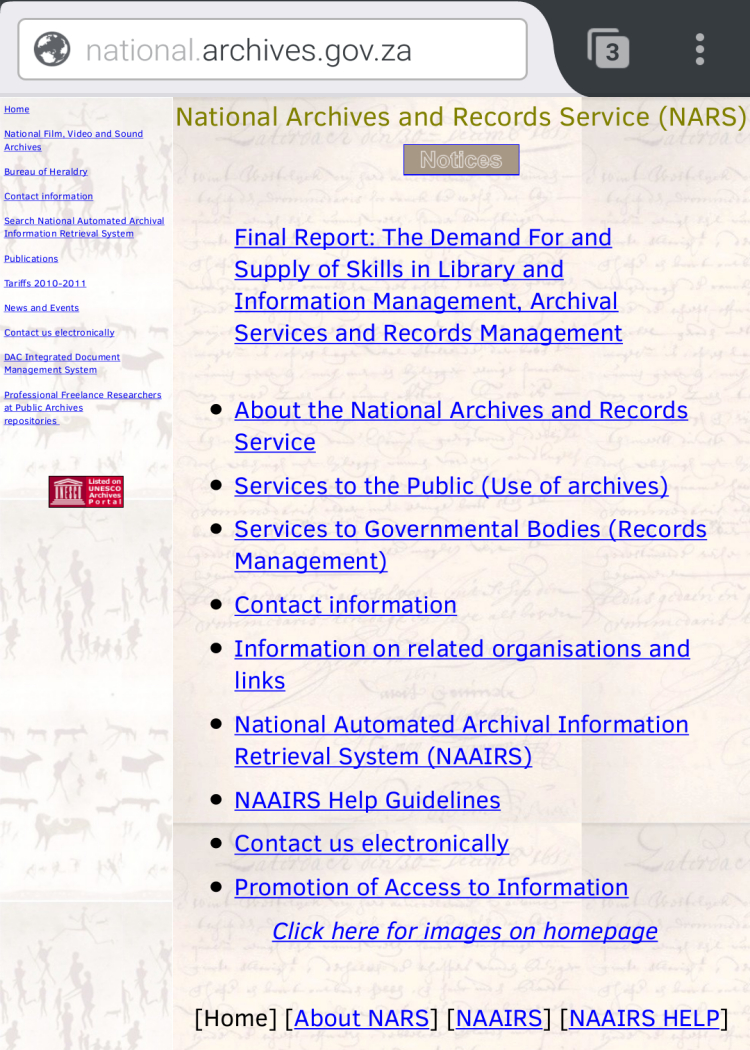 national.archives.gov.za
3
Home
National Film, Video and Sound
Archives
Bureau of Heraldry
Contact information
Search National Automated Archival
Information Retrieval System
Publications
Tariffs 2010-2011
News and Events
Contact us electronically
DAC Integrated Document
Management System
Professional Freelance Researchers
at Public Archives
repositories
Listed on
UNESCO
Archives
Portal
National Archives and Records Service (NARS)
Notices
Final Report: The Demand For and
Supply of Skills in Library and
Information Management, Archival
Services and Records Management
• About the National Archives and Records
Service
• Services to the Public (Use of archives)
• Services to Governmental Bodies (Records
Management)
• Contact information
• Information on related organisations and
links
• National Automated Archival Information
Retrieval System (NAAIRS)
• NAAIRS Help Guidelines
• Contact us electronically
• Promotion of Access to Information
Click here for images on homepage
[Home] [About NARS] [NAAIRS] [NAAIRS HELP]